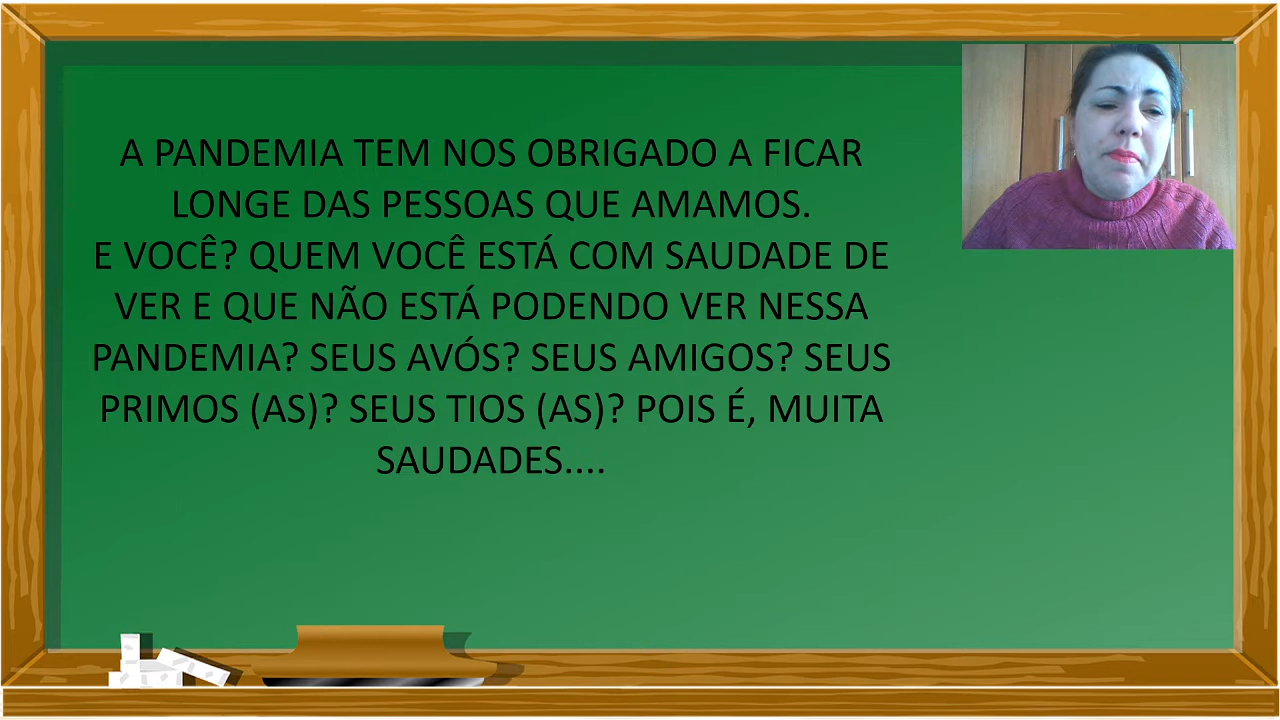 A PANDEMIA TEM NOS OBRIGADO A FICAR
LONGE DAS PESSOAS QUE AMAMOS.
E VOCÊ? QUEM VOCÊ ESTÁ COM SAUDADE DE
VER E QUE NÃO ESTÁ PODENDO VER NESSA
PANDEMIA? SEUS AVÓS? SEUS AMIGOS? SEUS
PRIMOS (AS)? SEUS TIOS (AS)? POIS É, MUITA
SAUDADES....